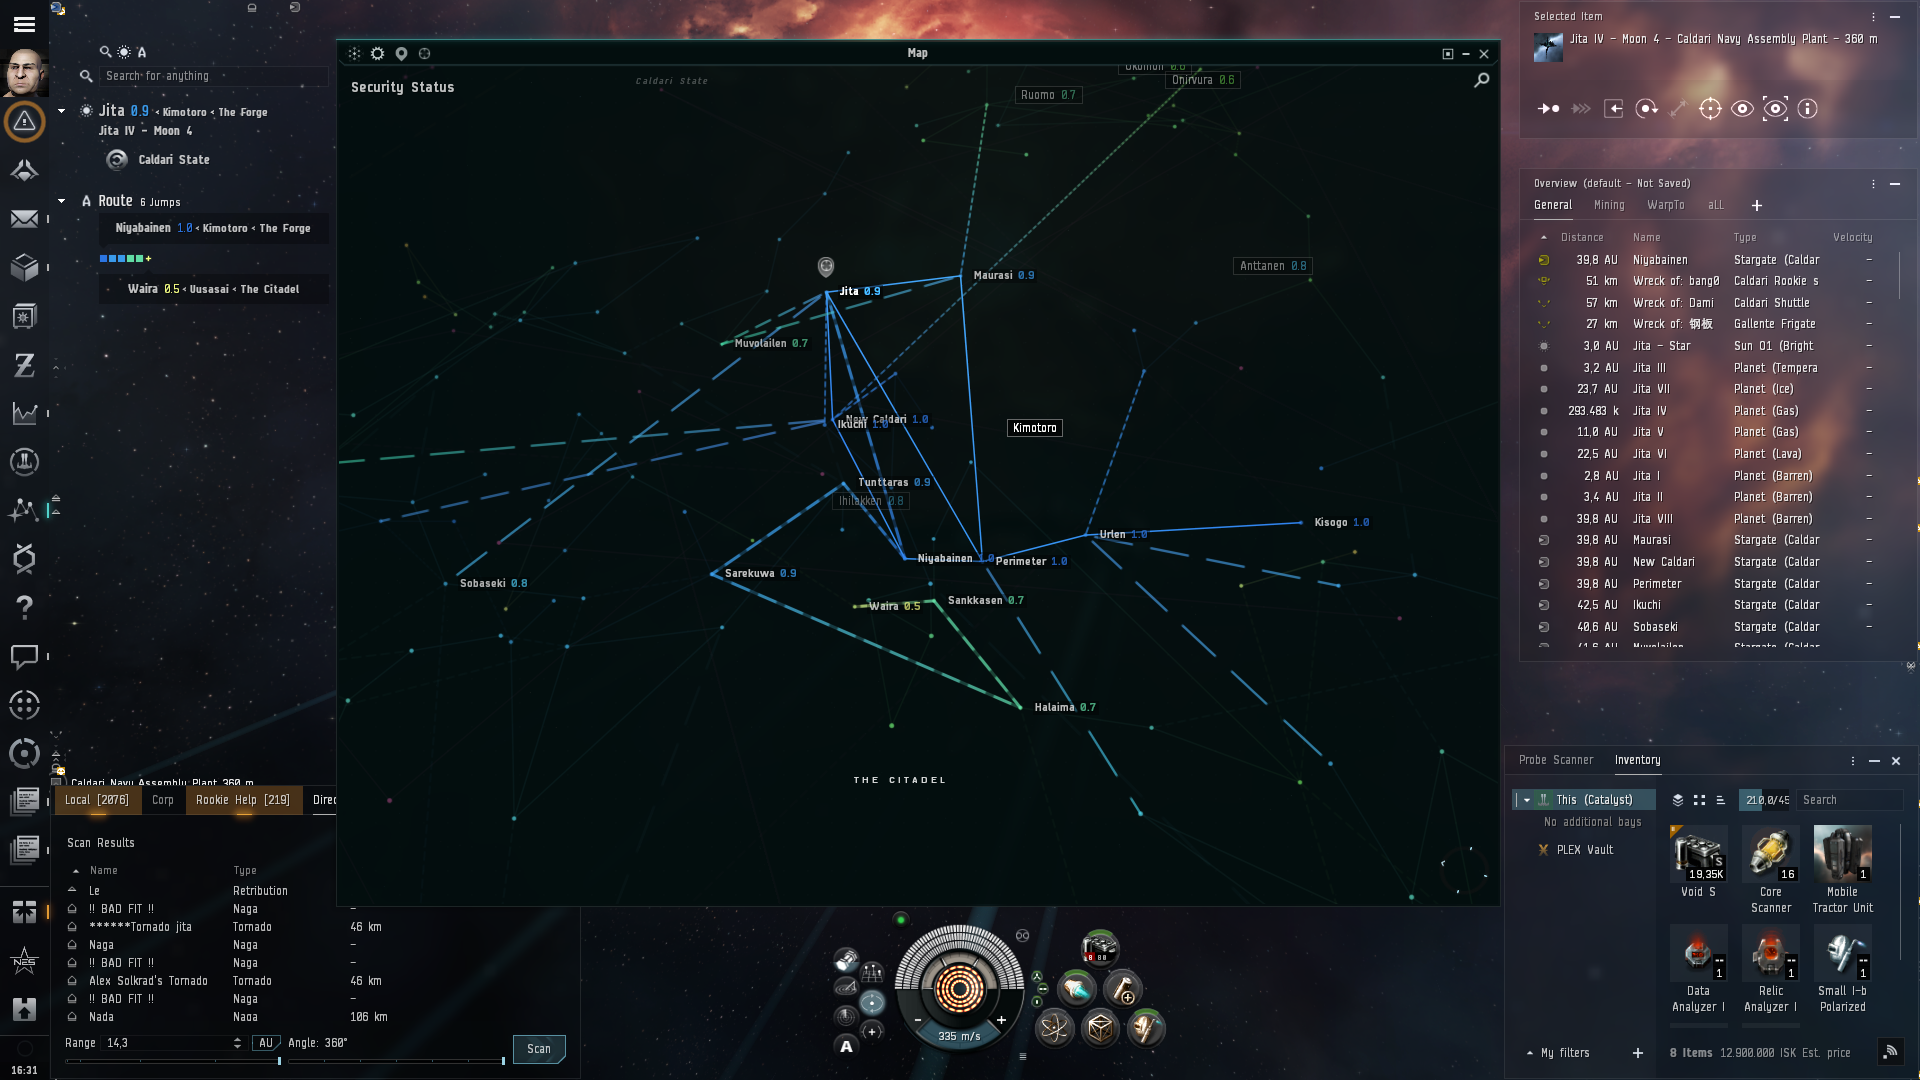 Search for anything
Jita 0.9 < Kimotoro < The Forge
Jita IV - Moon 4
Caldari State
Route 6 Jumps
Niyabainen 1.0 < Kimotoro < The Forge
Waira 0.5 < Uusasai < The Citadel
Map
Security Status
Caldari State
Ruomo 0.7
Onirvura 0.6
Anttanen 0.8
Maurasi 0.9
Jita 0.9
Muvolailen 0.7
New Caldari 1.0
Ikuchi 1.0
Kimotoro
Tunttaras 0.9
Ihilakken 0.8
Kisogo 1.0
Urlen 1.0
Niyabainen 1.0
Perimeter 1.0
Sarekuwa 0.9
Sobaseki 0.8
Waira 0.5
Sankkasen 0.7
Halaima 0.7
THE CITADEL
Selected Item
Jita IV - Moon 4 - Caldari Navy Assembly Plant - 360 m
Overview (default - Not Saved)
General Mining WarpTo aLL +
Distance Name Type Velocity
39,8 AU Niyabainen Stargate (Caldar -
51 km Wreck of: bang0 Caldari Rookie s -
57 km Wreck of: Dami Caldari Shuttle -
27 km Wreck of: 钢板 Gallente Frigate -
3,0 AU Jita - Star Sun O1 (Bright -
3,2 AU Jita III Planet (Tempera -
23,7 AU Jita VII Planet (Ice) -
293.483 k Jita IV Planet (Gas) -
11,0 AU Jita V Planet (Gas) -
22,5 AU Jita VI Planet (Lava) -
2,8 AU Jita I Planet (Barren) -
3,4 AU Jita II Planet (Barren) -
39,8 AU Jita VIII Planet (Barren) -
39,8 AU Maurasi Stargate (Caldar -
39,8 AU New Caldari Stargate (Caldar -
39,8 AU Perimeter Stargate (Caldar -
42,5 AU Ikuchi Stargate (Caldar -
40,6 AU Sobaseki Stargate (Caldar -
Muvolailen Stargate (Caldar
Caldari Navy Assembly Plant 360 m
Local [2076] Corp Rookie Help [219] Direc
Scan Results
Name Type
Le Retribution
!! BAD FIT !! Naga -
******Tornado jita Tornado 46 km
Naga Naga -
!! BAD FIT !! Naga -
Alex Solkrad's Tornado Tornado 46 km
!! BAD FIT !! Naga -
Naga Naga 106 km
Range 14,3 AU Angle: 360° Scan
16:31
NES
A
335 m/s
Probe Scanner Inventory
This (Catalyst)
No additional bays
PLEX Vault
210,0/45
Search
19,35K
Void S
16
Core Scanner
1
Mobile Tractor Unit
1
Data Analyzer I
1
Relic Analyzer I
1
Small I-b Polarized
My filters +
8 Items 12.900.000 ISK Est. price